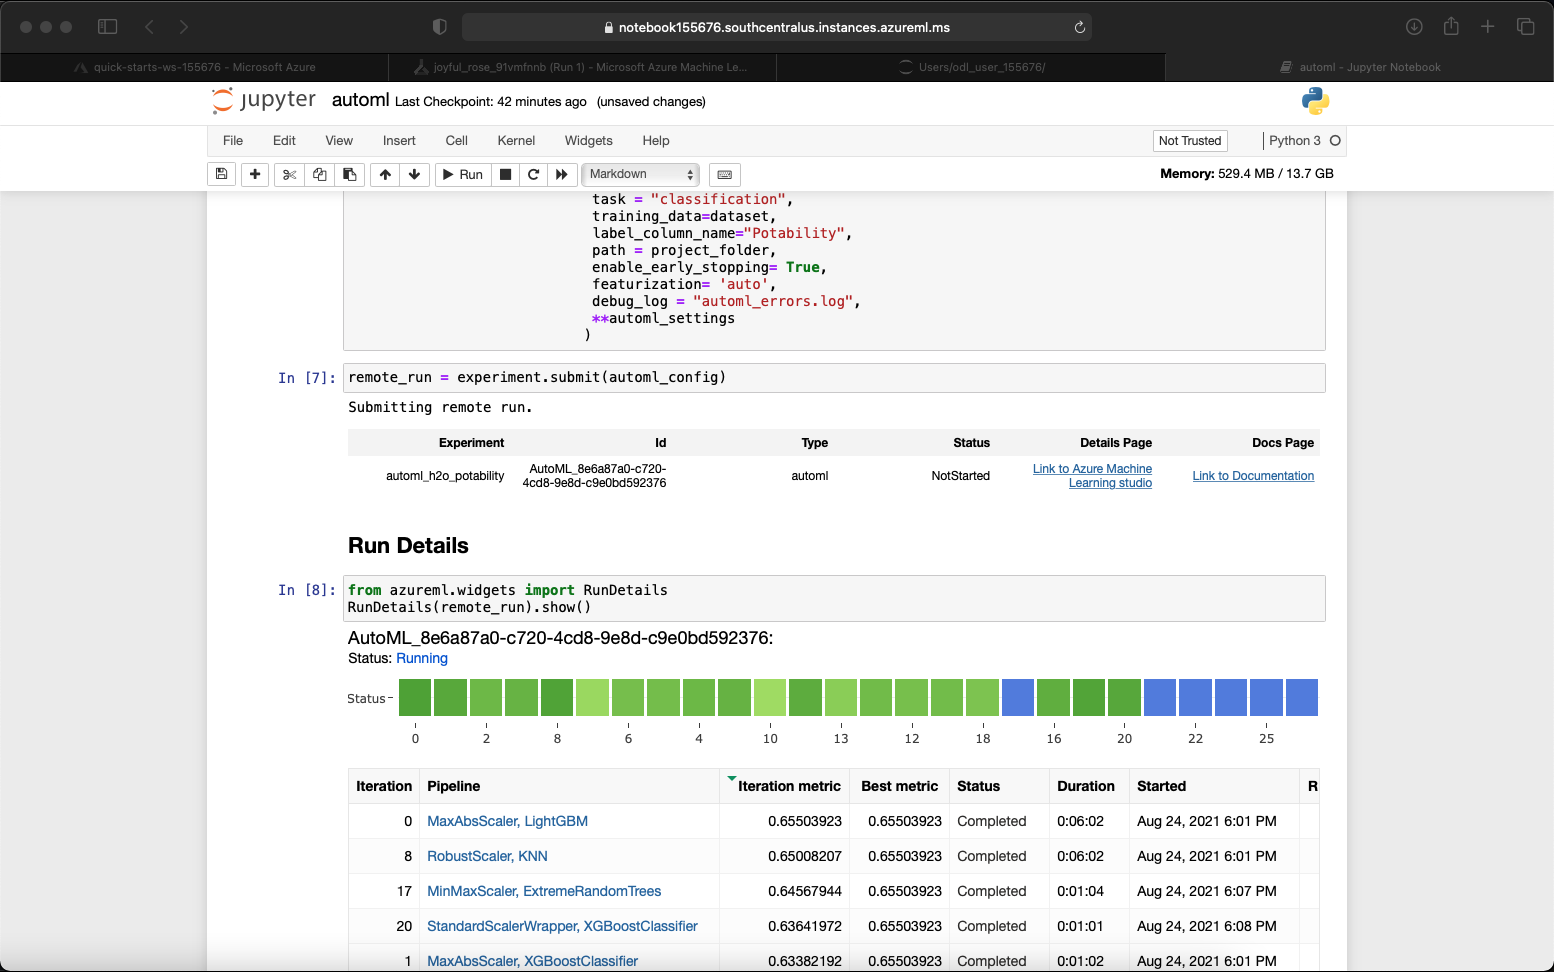 notebook155676.southcentralus.instances.azureml.ms
quick-starts-ws-155676 - Microsoft Azure
joyful_rose_91vmfnnb (Run 1) - Microsoft Azure Machine Le...
Users/odl_user_155676/
automl - Jupyter Notebook
jupyter automl Last Checkpoint: 42 minutes ago (unsaved changes)
File Edit View Insert Cell Kernel Widgets Help Not Trusted Python 3
Run Markdown Memory: 529.4 MB / 13.7 GB
task = "classification",
training_data=dataset,
label_column_name="Potability",
path = project_folder,
enable_early_stopping= True,
featurization= 'auto',
debug_log = "automl_errors.log",
**automl_settings
)
In [7]: remote_run = experiment.submit(automl_config)
Submitting remote run.
Experiment Id Type Status Details Page Docs Page
automl_h2o_potability AutoML_8e6a87a0-c720-4cd8-9e8d-c9e0bd592376 automl NotStarted Link to Azure Machine Learning studio Link to Documentation
Run Details
In [8]: from azureml.widgets import RunDetails
RunDetails(remote_run).show()
AutoML_8e6a87a0-c720-4cd8-9e8d-c9e0bd592376:
Status: Running
Status
0 2 8 6 4 10 13 12 18 16 20 22 25
Iteration Pipeline Iteration metric Best metric Status Duration Started R
0 MaxAbsScaler, LightGBM 0.65503923 0.65503923 Completed 0:06:02 Aug 24, 2021 6:01 PM
8 RobustScaler, KNN 0.65008207 0.65503923 Completed 0:06:02 Aug 24, 2021 6:01 PM
17 MinMaxScaler, ExtremeRandomTrees 0.64567944 0.65503923 Completed 0:01:04 Aug 24, 2021 6:07 PM
20 StandardScalerWrapper, XGBoostClassifier 0.63641972 0.65503923 Completed 0:01:01 Aug 24, 2021 6:08 PM
1 MaxAbsScaler, XGBoostClassifier 0.63382192 0.65503923 Completed 0:01:02 Aug 24, 2021 6:01 PM